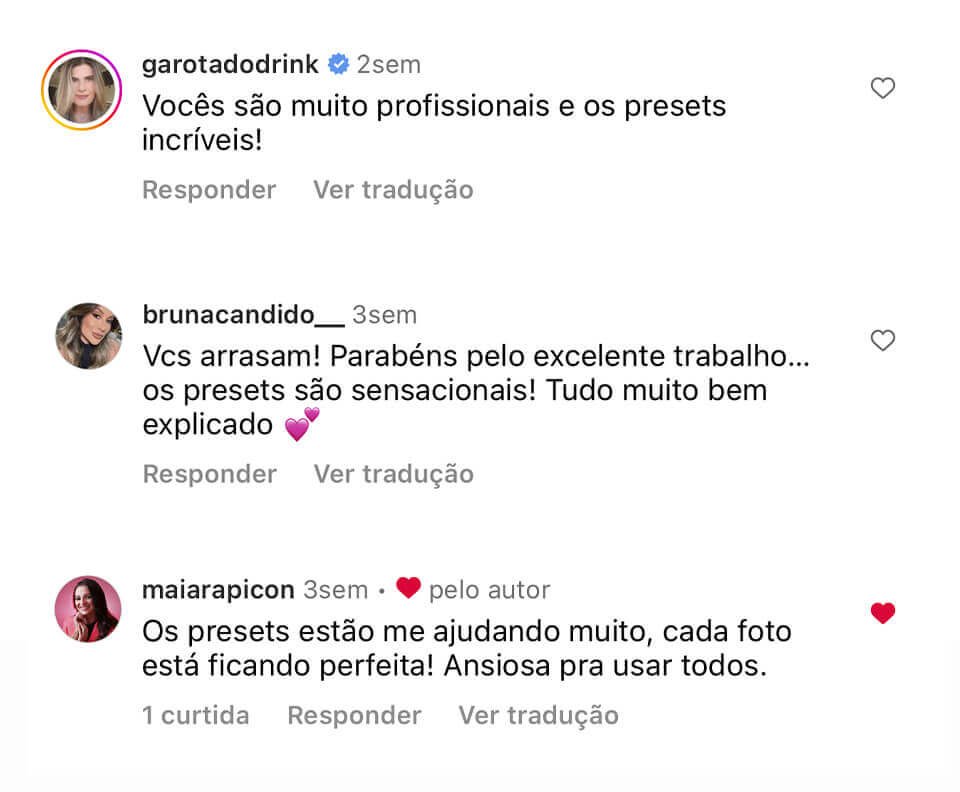 garotadodrink 2sem
Vocês são muito profissionais e os presets
incríveis!
Responder Ver tradução
brunacandido__ 3sem
Vcs arrasam! Parabéns pelo excelente trabalho...
os presets são sensacionais! Tudo muito bem
explicado 💕
Responder Ver tradução
maiarapicon 3sem • ❤️ pelo autor
Os presets estão me ajudando muito, cada foto
está ficando perfeita! Ansiosa pra usar todos.
1 curtida Responder Ver tradução